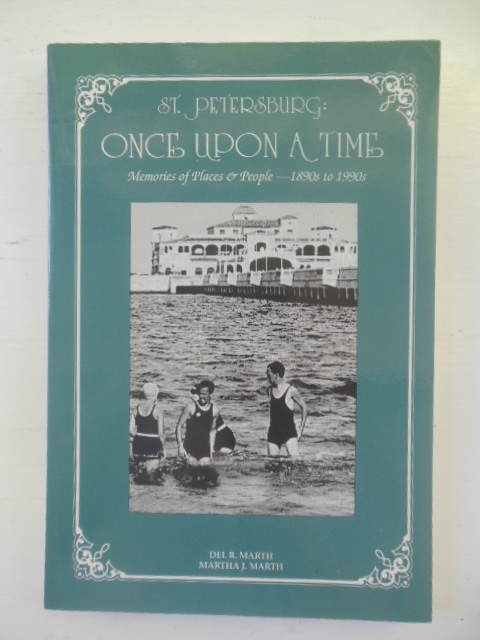 ST. PETERSBURG:
ONCE UPON A TIME
Memories of Places & People — 1890s to 1990s
DEL R. MARTH
MARTHA J. MARTH